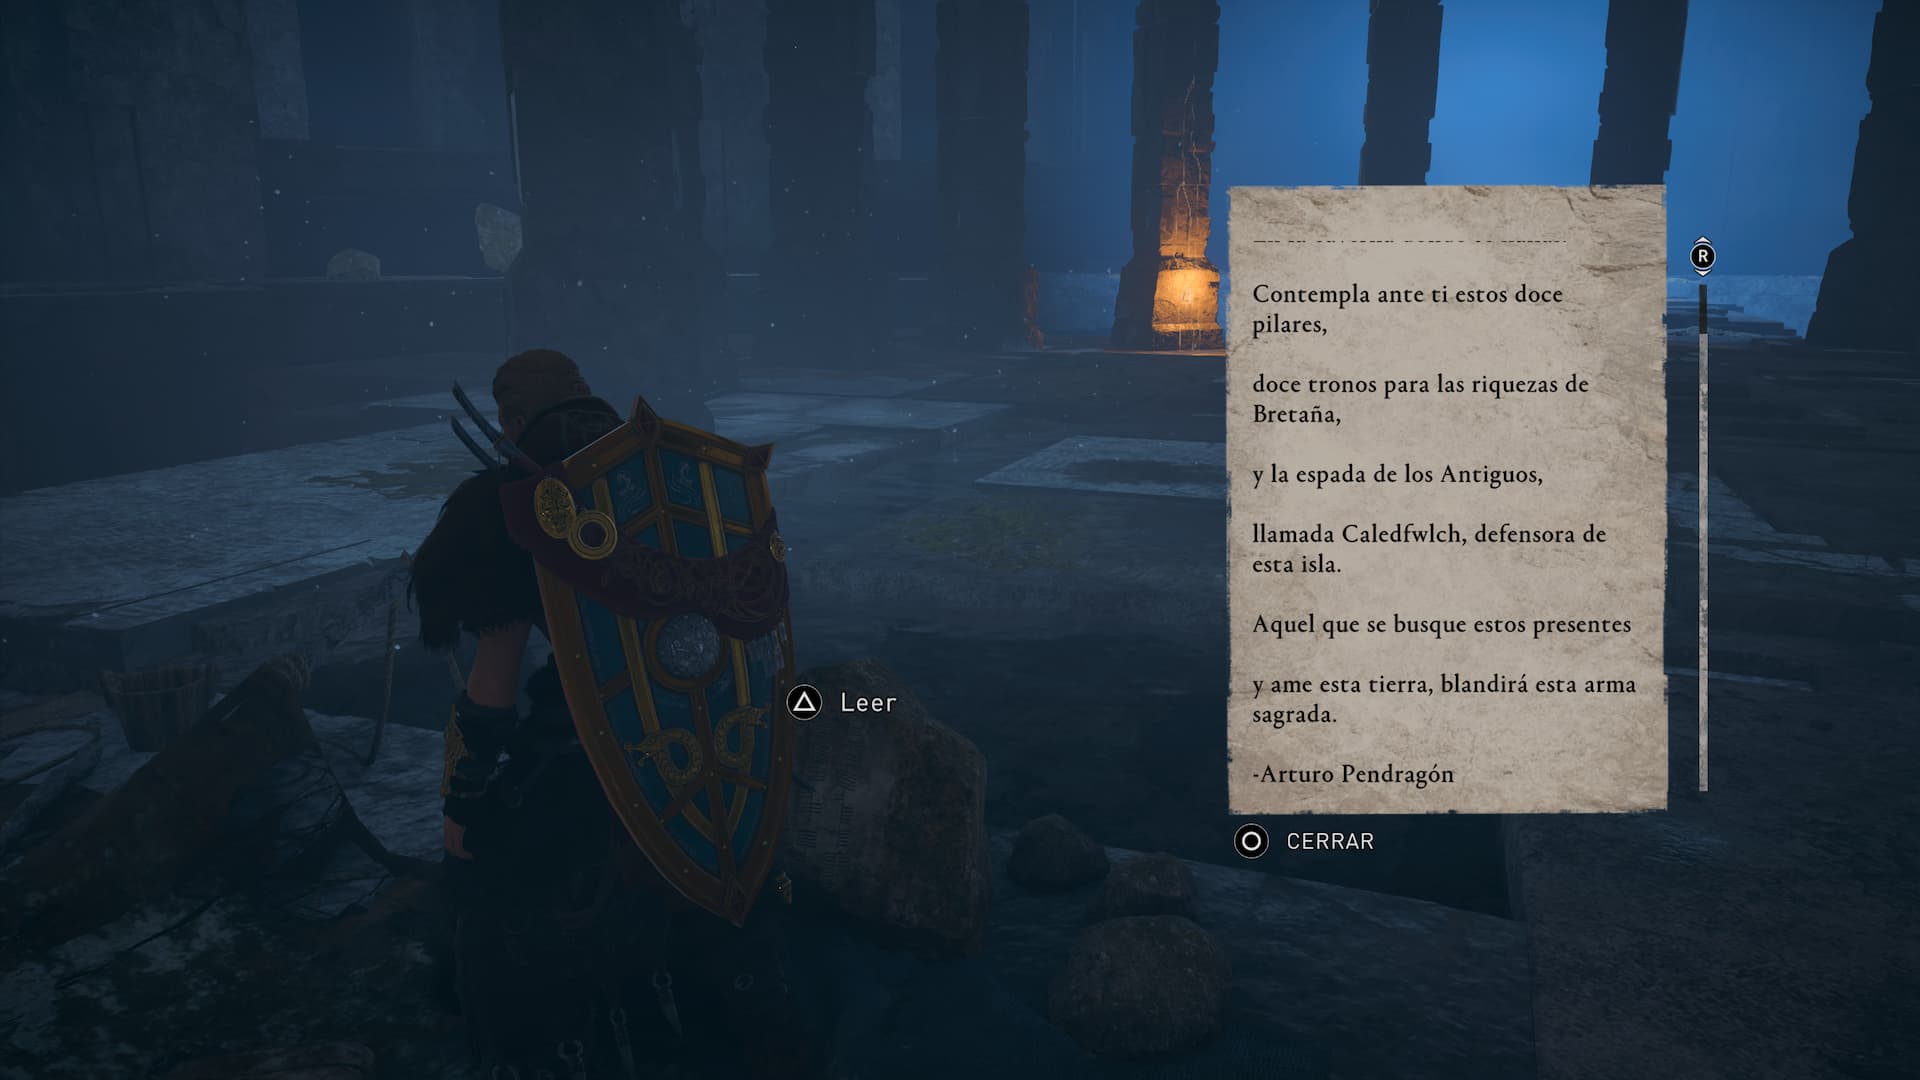 R
Contempla ante ti estos doce
pilares,
doce tronos para las riquezas de
Bretaña,
y la espada de los Antiguos,
llamada Caledfwlch, defensora de
esta isla.
Aquel que se busque estos presentes
y ame esta tierra, blandirá esta arma
sagrada.
-Arturo Pendragón
Leer
CERRAR